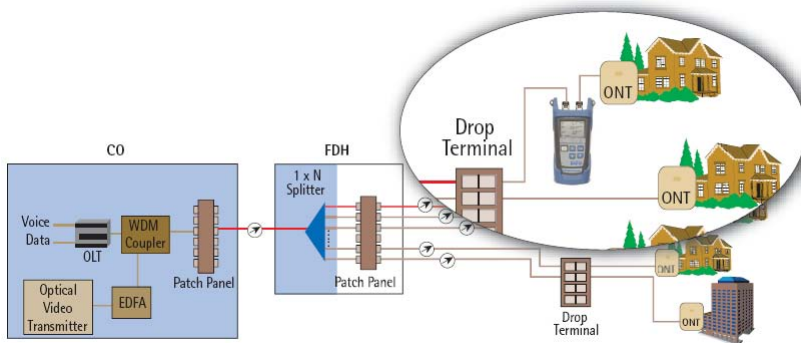 CO
Voice
Data
OLT
WDM
Coupler
Patch Panel
Optical
Video
Transmitter
EDFA
FDH
1 x N
Splitter
Patch Panel
Drop
Terminal
ONT
ONT
ONT
Drop
Terminal
ONT